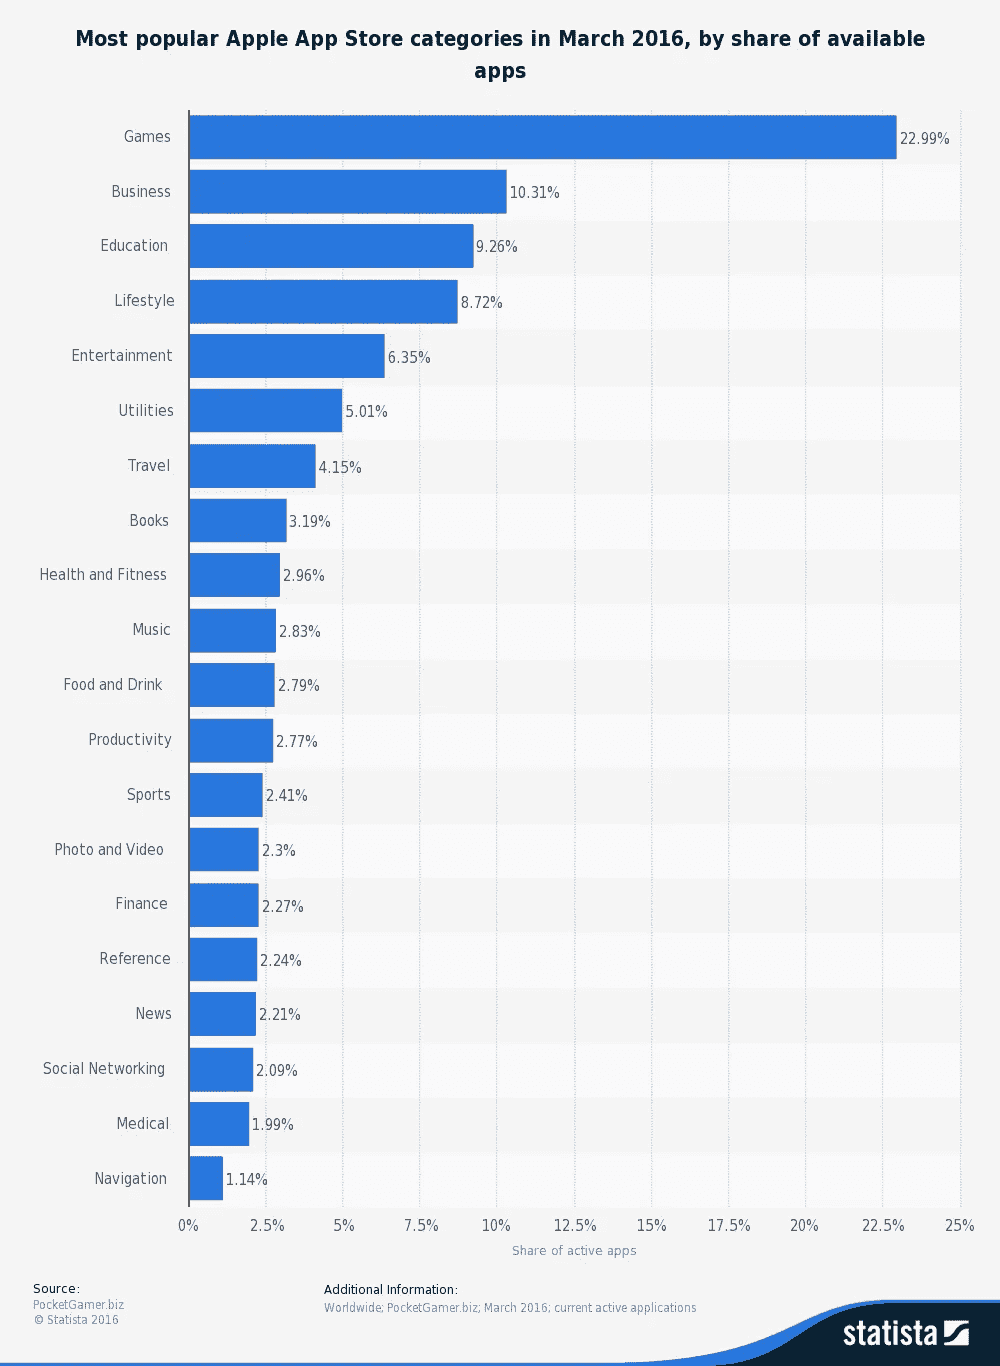 Most popular Apple App Store categories in March 2016, by share of available
apps
Games 22.99%
Business 10.31%
Education 9.26%
Lifestyle 8.72%
Entertainment 6.35%
Utilities 5.01%
Travel 4.15%
Books 3.19%
Health and Fitness 2.96%
Music 2.83%
Food and Drink 2.79%
Productivity 2.77%
Sports 2.41%
Photo and Video 2.3%
Finance 2.27%
Reference 2.24%
News 2.21%
Social Networking 2.09%
Medical 1.99%
Navigation 1.14%
0% 2.5% 5% 7.5% 10% 12.5% 15% 17.5% 20% 22.5% 25%
Share of active apps
Source:
PocketGamer.biz
© Statista 2016
Additional Information:
Worldwide; PocketGamer.biz; March 2016; current active applications
statista